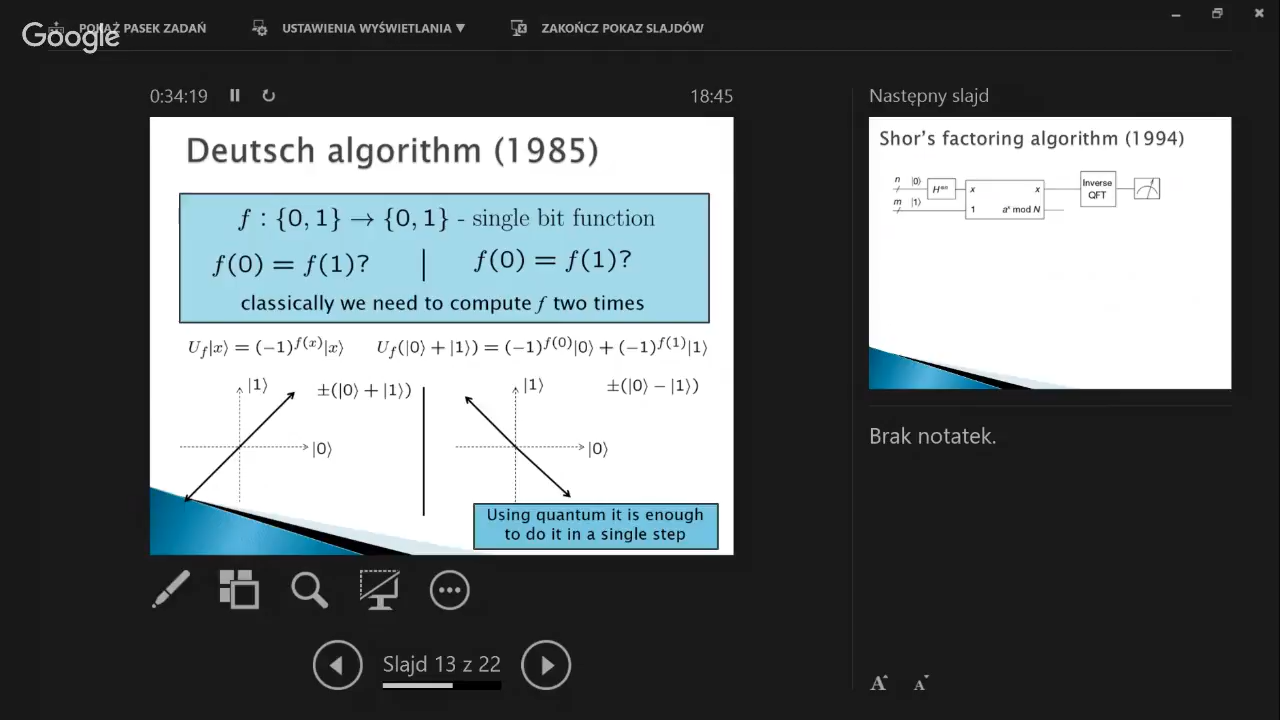 Google
POKAŻ PASEK ZADAŃ
USTAWIENIA WYŚWIETLANIA ▼
ZAKOŃCZ POKAZ SLAJDÓW
0:34:19
18:45
Deutsch algorithm (1985)
f : {0, 1} → {0, 1} - single bit function
f(0) = f(1)? | f(0) = f(1)?
classically we need to compute f two times
U_f|x⟩ = (−1)^{f(x)}|x⟩ U_f(|0⟩ + |1⟩) = (−1)^{f(0)}|0⟩ + (−1)^{f(1)}|1⟩
|1⟩ ±(|0⟩ + |1⟩)
|0⟩
|1⟩ ±(|0⟩ − |1⟩)
|0⟩
Using quantum it is enough
to do it in a single step
Slajd 13 z 22
Następny slajd
Shor's factoring algorithm (1994)
n |0⟩ H^{⊗n} x x Inverse
QFT
m |1⟩ 1 a^x mod N
Brak notatek.
A A